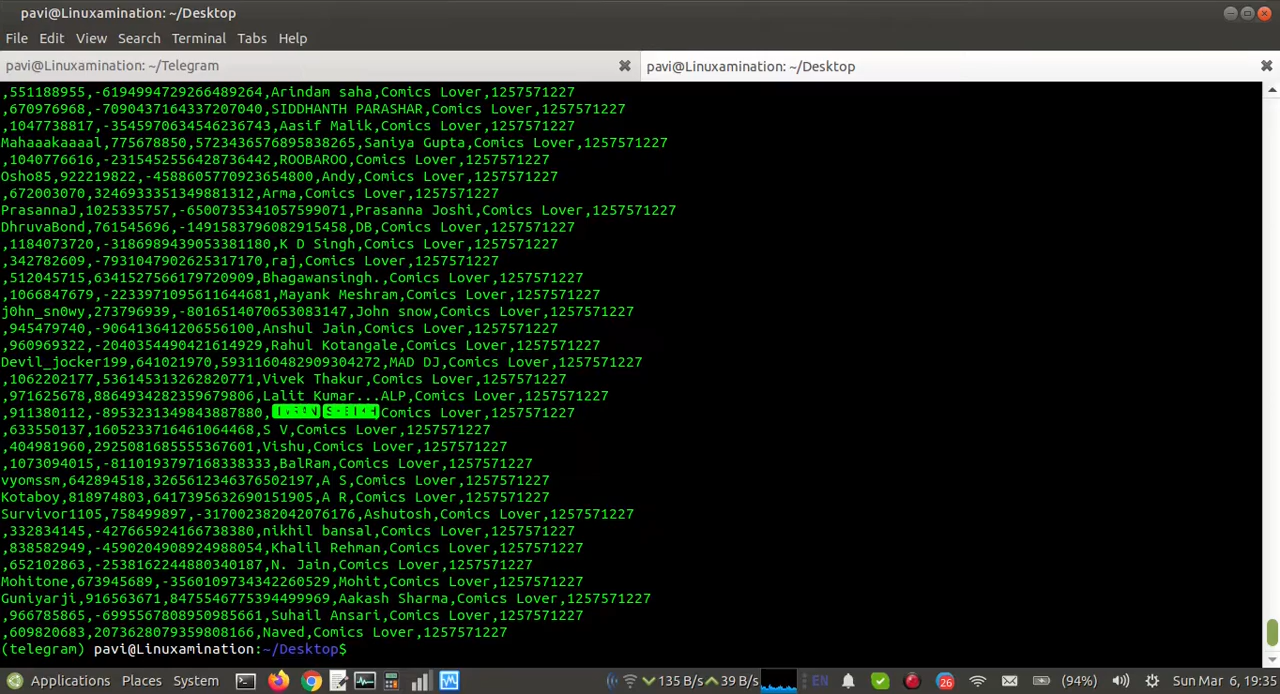 pavi@Linuxamination: ~/Desktop
File Edit View Search Terminal Tabs Help
pavi@Linuxamination: ~/Telegram
pavi@Linuxamination: ~/Desktop
,551188955,-6194994729266489264,Arindam saha,Comics Lover,1257571227
,670976968,-7090437164337207040,SIDDHANTH PARASHAR,Comics Lover,1257571227
,1047738817,-3545970634546236743,Aasif Malik,Comics Lover,1257571227
Mahaaakaaaal,775678850,5723436576895838265,Saniya Gupta,Comics Lover,1257571227
,1040776616,-2315452556428736442,ROOBAROO,Comics Lover,1257571227
Osho85,922219822,-4588605770923654800,Andy,Comics Lover,1257571227
,672003070,3246933351349881312,Arma,Comics Lover,1257571227
PrasannaJ,1025335757,-6500735341057599071,Prasanna Joshi,Comics Lover,1257571227
DhruvaBond,761545696,-1491583796082915458,DB,Comics Lover,1257571227
,1184073720,-3186989439053381180,K D Singh,Comics Lover,1257571227
,342782609,-7931047902625317170,raj,Comics Lover,1257571227
,512045715,6341527566179720909,Bhagawansingh.,Comics Lover,1257571227
,1066847679,-2233971095611644681,Mayank Meshram,Comics Lover,1257571227
j0hn_sn0wy,273796939,-8016514070653083147,John snow,Comics Lover,1257571227
,945479740,-906413641206556100,Anshul Jain,Comics Lover,1257571227
,960969322,-2040354490421614929,Rahul Kotangale,Comics Lover,1257571227
Devil_jocker199,641021970,5931160482909304272,MAD DJ,Comics Lover,1257571227
,1062202177,536145313262820771,Vivek Thakur,Comics Lover,1257571227
,971625678,8864934282359679806,Lalit Kumar...ALP,Comics Lover,1257571227
,911380112,-8953231349843887880,Comics Lover,1257571227
,633550137,1605233716461064468,S V,Comics Lover,1257571227
,404981960,2925081685555367601,Vishu,Comics Lover,1257571227
,1073094015,-8110193797168338333,BalRam,Comics Lover,1257571227
vyomssm,642894518,3265612346376502197,A S,Comics Lover,1257571227
Kotaboy,818974803,6417395632690151905,A R,Comics Lover,1257571227
Survivor1105,758499897,-317002382042076176,Ashutosh,Comics Lover,1257571227
,332834145,-427665924166738380,nikhil bansal,Comics Lover,1257571227
,838582949,-4590204908924988054,Khalil Rehman,Comics Lover,1257571227
,652102863,-2538162244880340187,N. Jain,Comics Lover,1257571227
Mohitone,673945689,-3560109734342260529,Mohit,Comics Lover,1257571227
Guniyarji,916563671,8475546775394499969,Aakash Sharma,Comics Lover,1257571227
,966785865,-6995567808950985661,Suhail Ansari,Comics Lover,1257571227
,609820683,2073628079359808166,Naved,Comics Lover,1257571227
(telegram) pavi@Linuxamination:~/Desktop$
Applications Places System 135 B/s 39 B/s EN 26 (94%) Sun Mar 6, 19:35